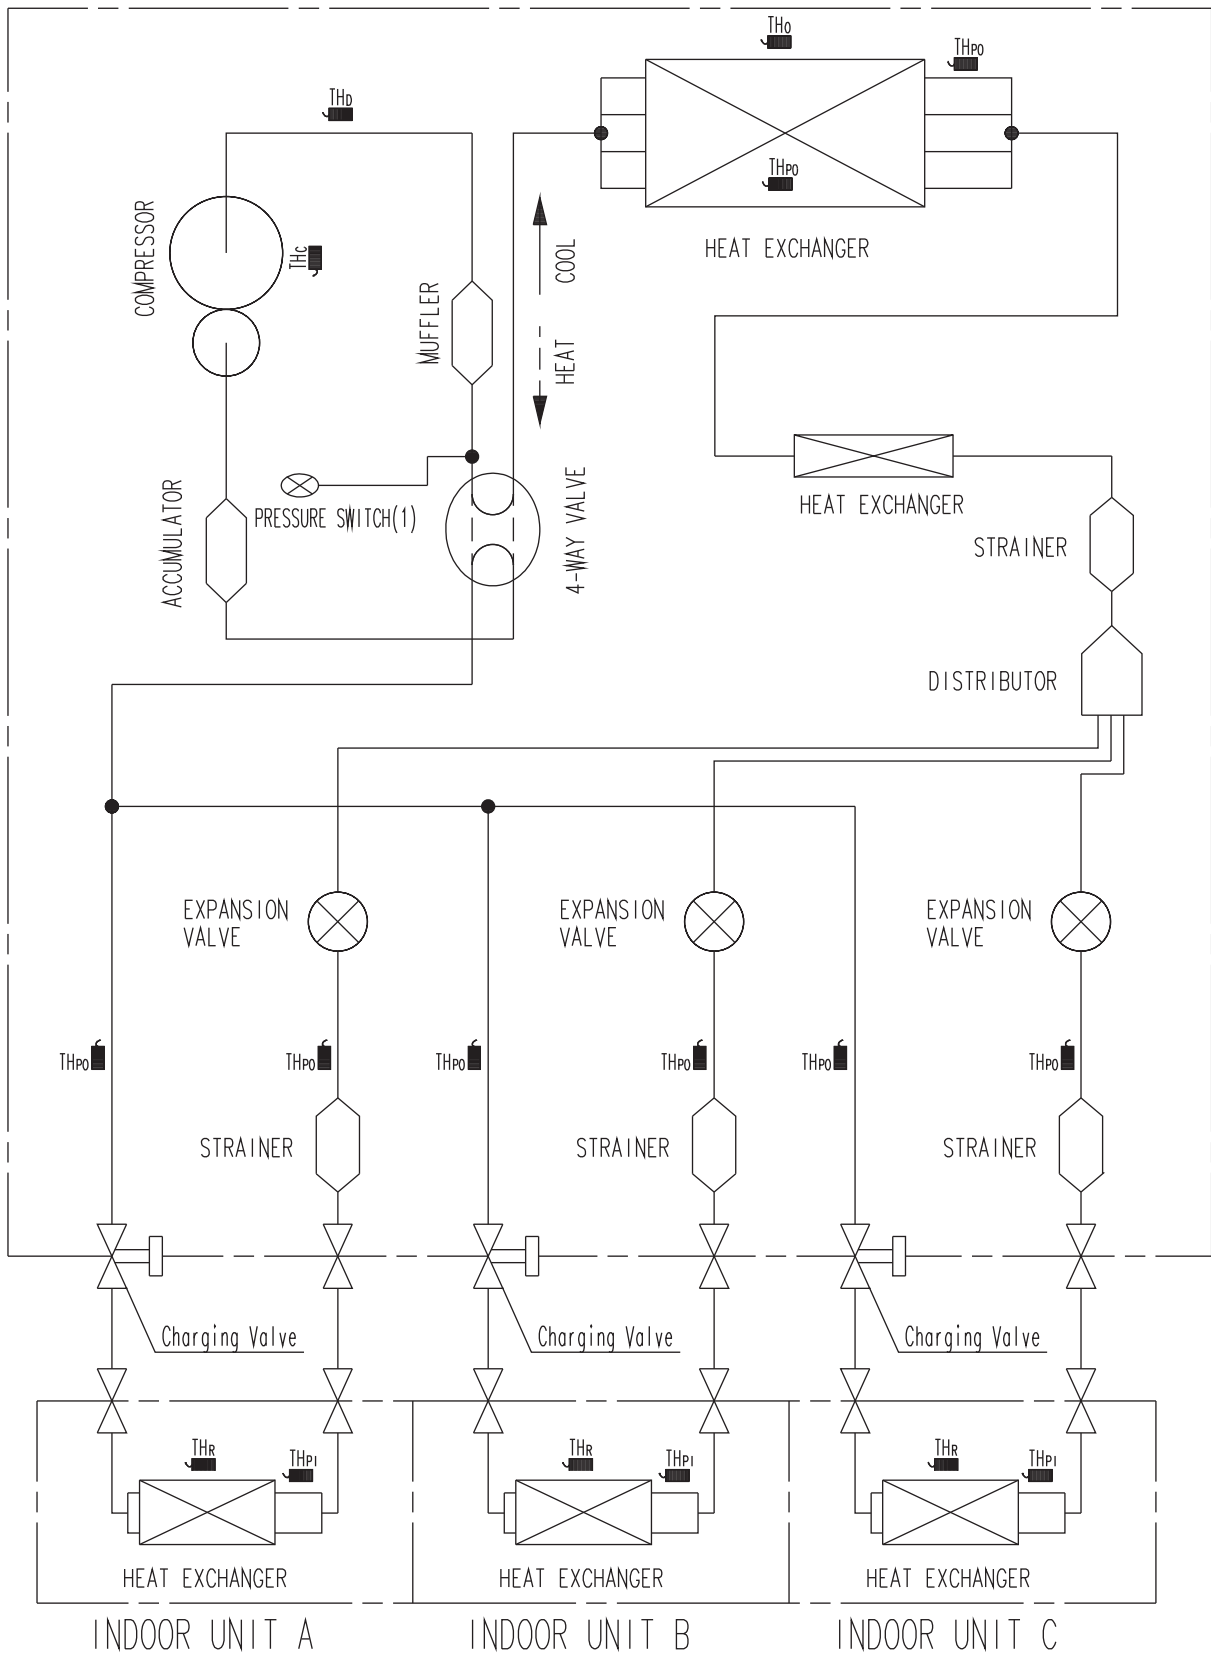 THO
THPO
THD
THPO
COMPRESSOR
THC
HEAT EXCHANGER
COOL
MUFFLER
HEAT
HEAT EXCHANGER
4-WAY VALVE
ACCUMULATOR
PRESSURE SWITCH(1)
STRAINER
DISTRIBUTOR
EXPANSION
VALVE
EXPANSION
VALVE
EXPANSION
VALVE
THPO
THPO
THPO
THPO
THPO
THPO
STRAINER
STRAINER
STRAINER
Charging Valve
Charging Valve
Charging Valve
THR
THPI
THR
THPI
THR
THPI
HEAT EXCHANGER
HEAT EXCHANGER
HEAT EXCHANGER
INDOOR UNIT A
INDOOR UNIT B
INDOOR UNIT C